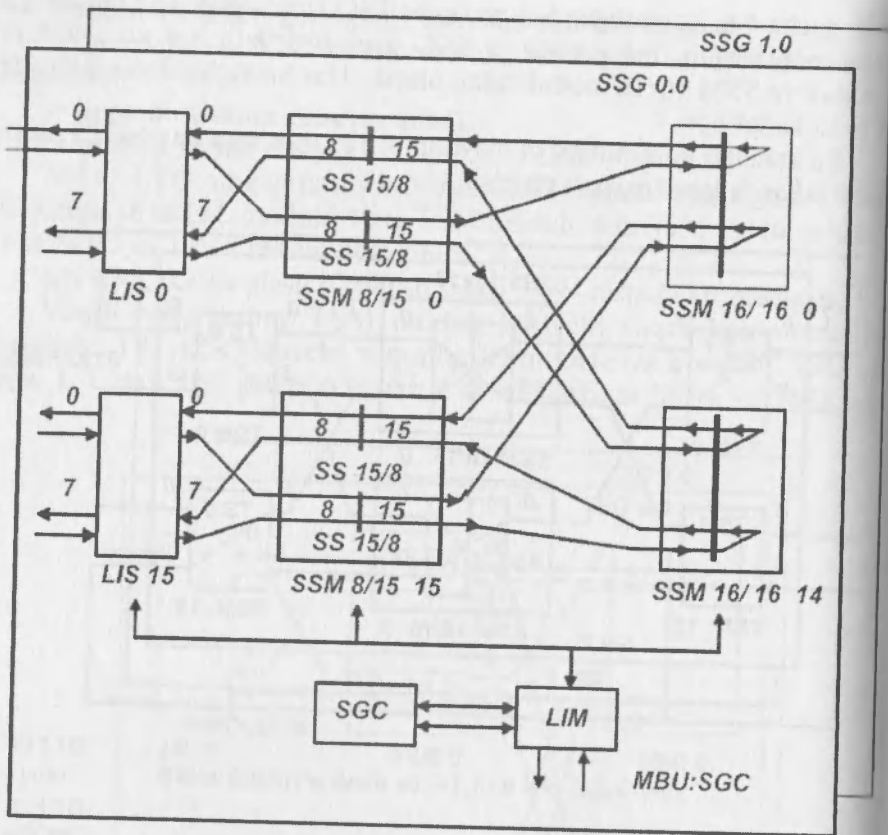 SSG 1.0
SSG 0.0
0 0
8 15
SS 15/8
7 7
8 15
SS 15/8
LIS 0
SSM 8/15 0
SSM 16/16 0
0 0
8 15
SS 15/8
7 7
8 15
SS 15/8
LIS 15
SSM 8/15 15
SSM 16/16 14
SGC
LIM
MBU:SGC